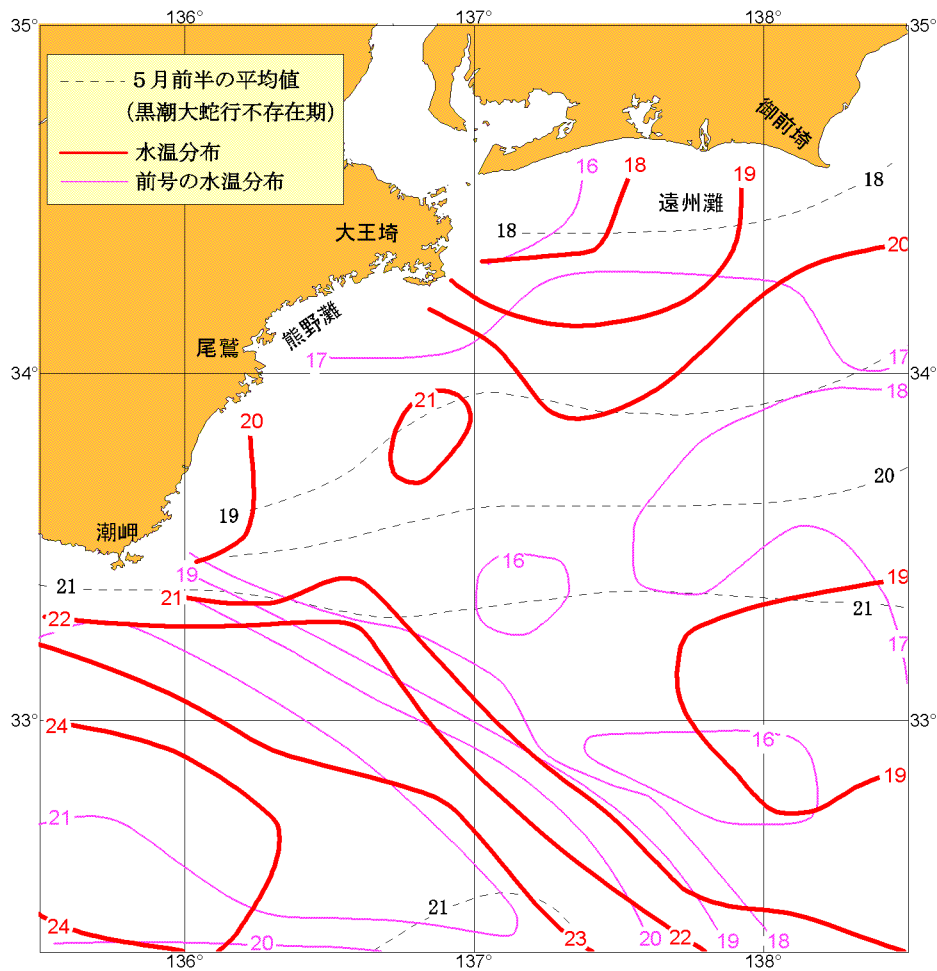 136° 137° 138°
35° 35°
５月前半の平均値
（黒潮大蛇行不存在期）
水温分布
前号の水温分布
御前埼
16 18 19 18
遠州灘
大王埼
18
20
熊野灘
尾鷲
17 17
34° 34°
18
21
20
20
19
潮岬
16
19
19
21 21 21
22
17
33° 33°
24
16
19
21
21
24
20 23 20 22 19 18
136° 137° 138°